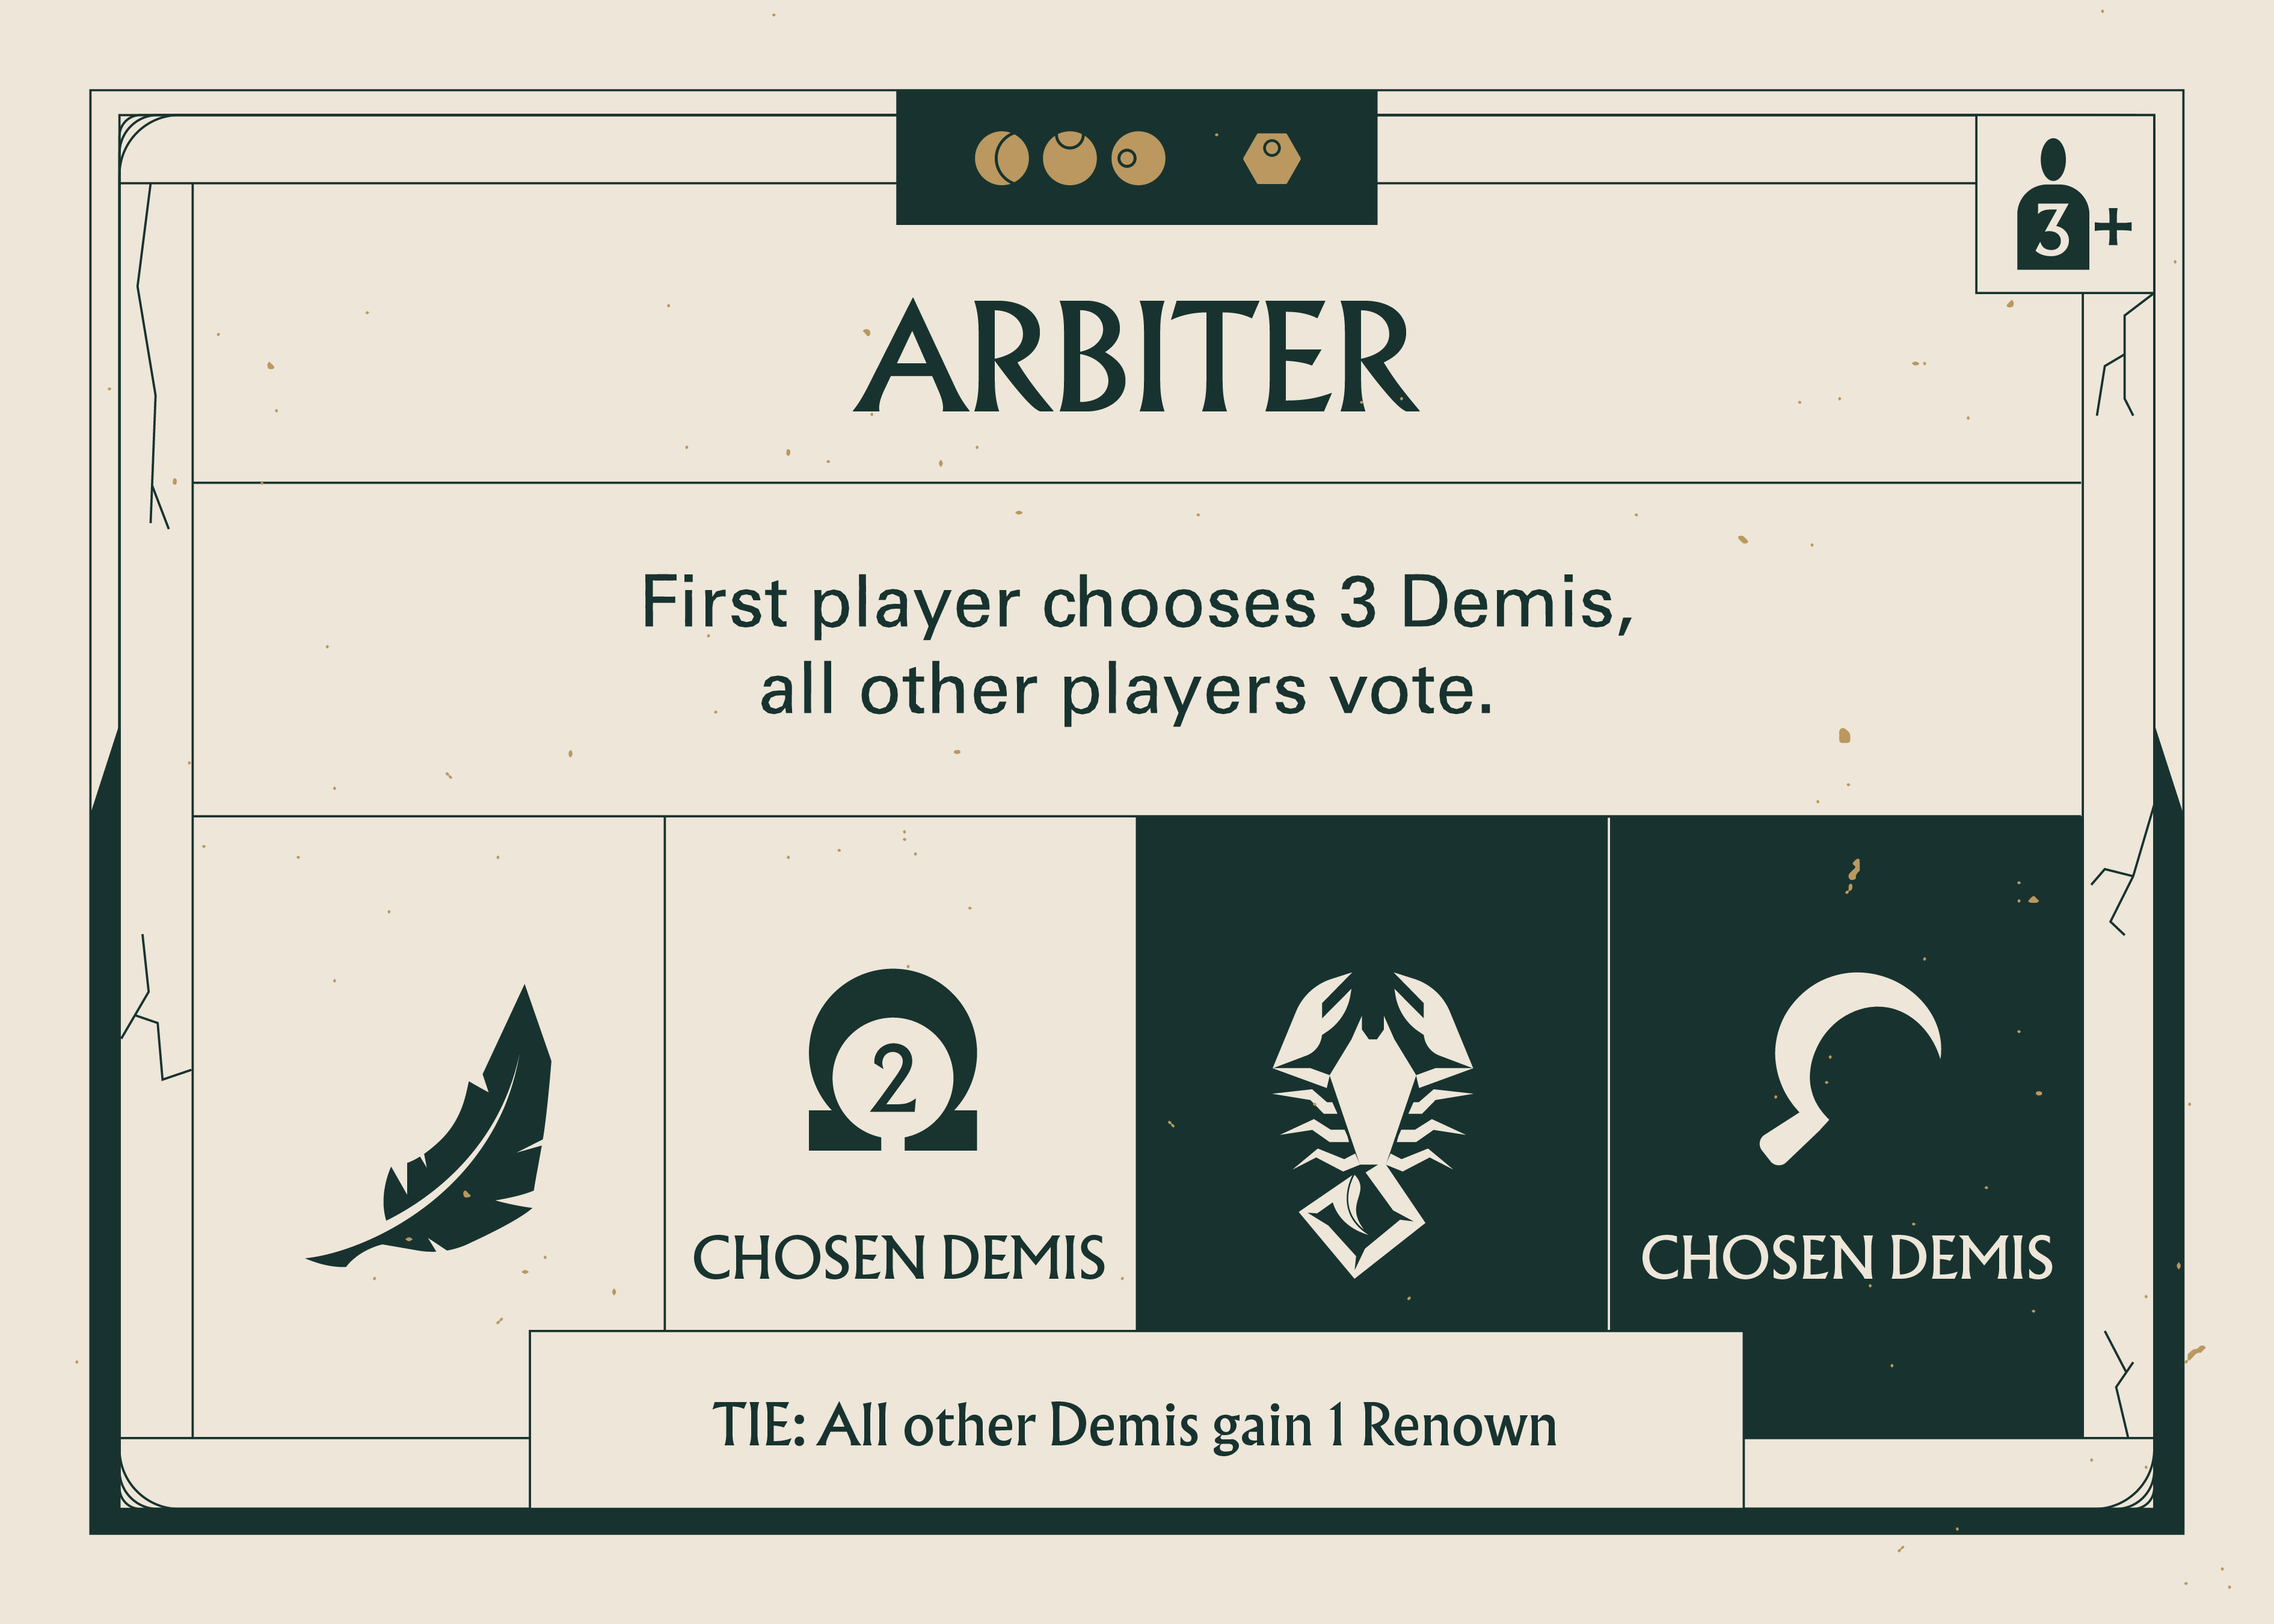 3+
ARBITER
First player chooses 3 Demis,
all other players vote.
2
CHOSEN DEMIS
CHOSEN DEMIS
TIE: All other Demis gain 1 Renown